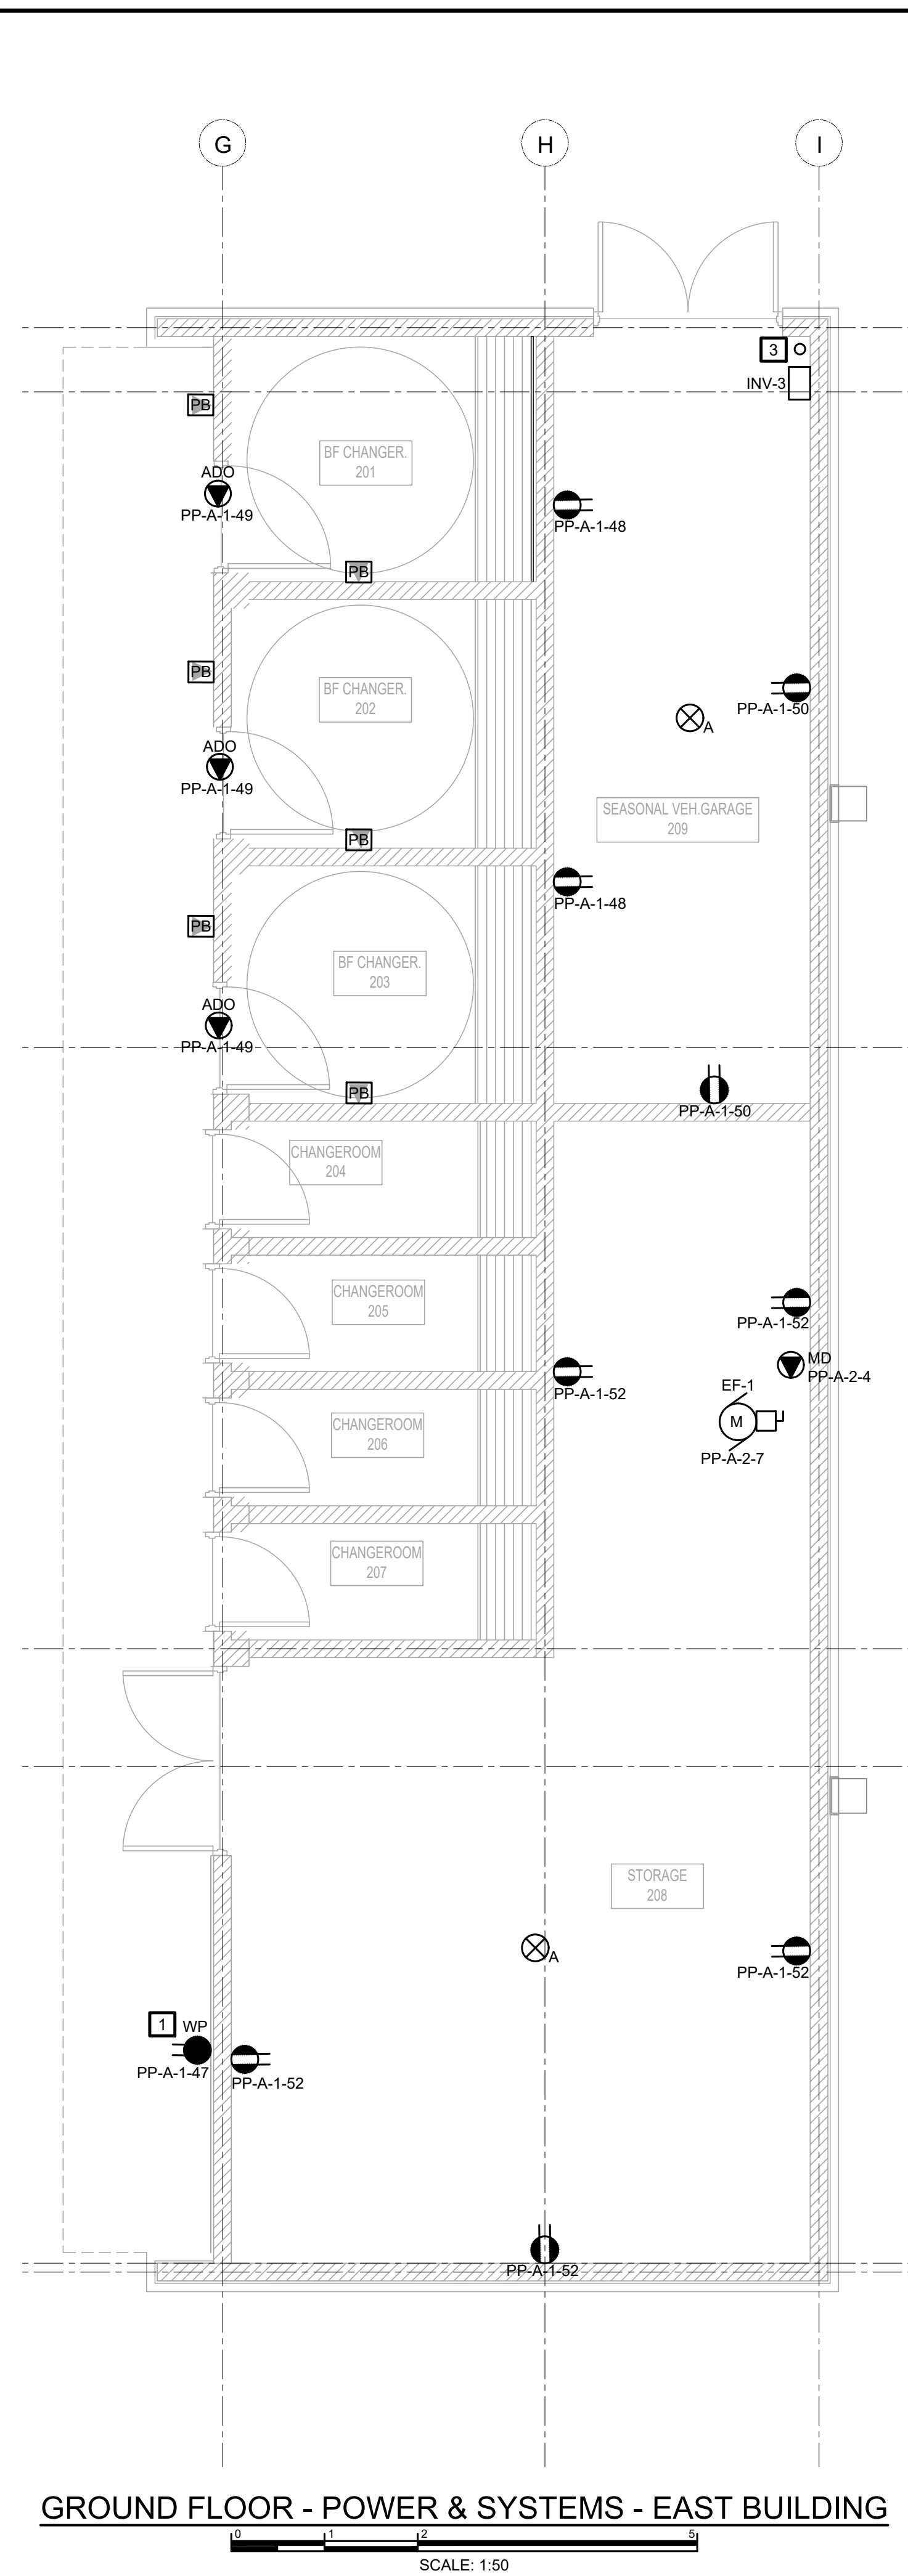 G
H
I
3
INV-3
PB
BF CHANGER.
201
ADO
PP-A-1-49
PP-A-1-48
PB
PB
BF CHANGER.
202
PP-A-1-50
A
ADO
PP-A-1-49
SEASONAL VEH.GARAGE
209
PB
PP-A-1-48
PB
BF CHANGER.
203
ADO
PP-A-1-49
PB
PP-A-1-50
CHANGEROOM
204
CHANGEROOM
205
PP-A-1-52
MD
PP-A-2-4
PP-A-1-52
EF-1
M
PP-A-2-7
CHANGEROOM
206
CHANGEROOM
207
STORAGE
208
A
PP-A-1-52
1
WP
PP-A-1-47
PP-A-1-52
PP-A-1-52
GROUND FLOOR - POWER & SYSTEMS - EAST BUILDING
0 1 2 5
SCALE: 1:50